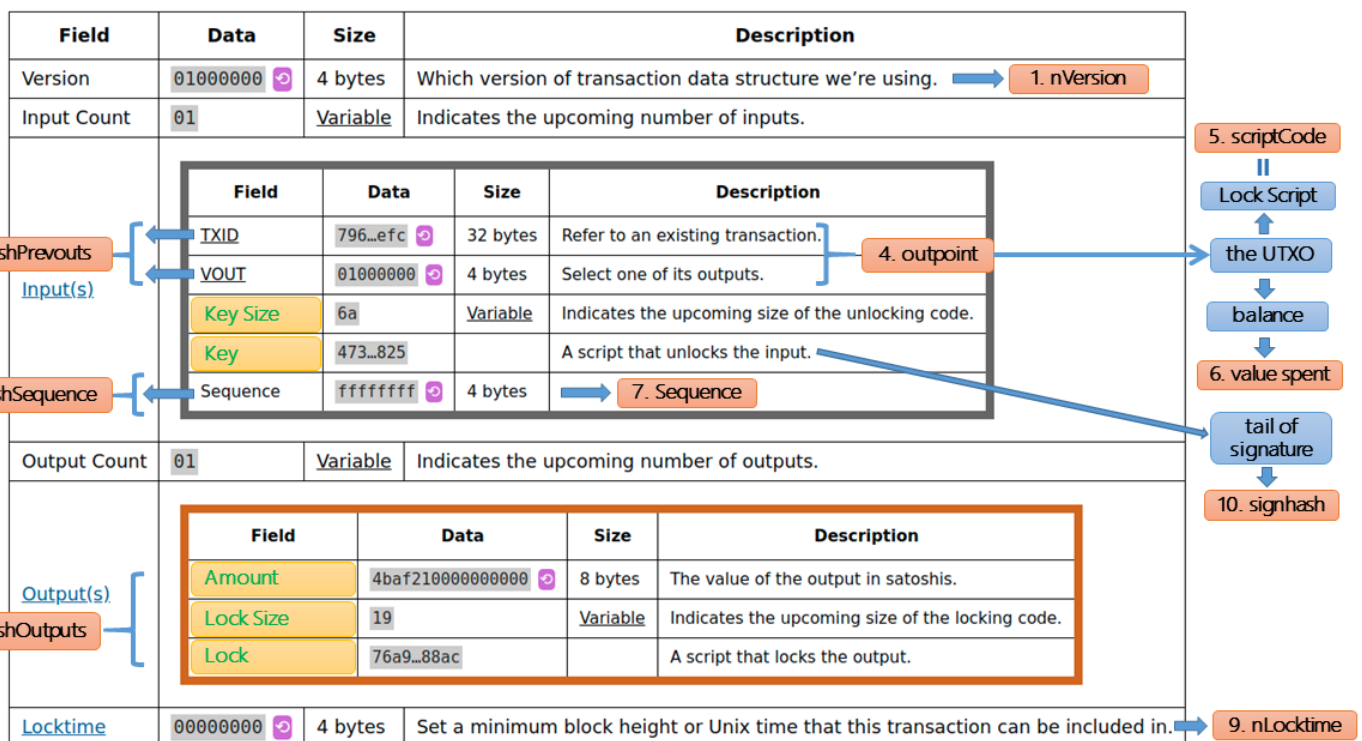 Field Data Size Description
Version 01000000 4 bytes Which version of transaction data structure we’re using. 1. nVersion
Input Count 01 Variable Indicates the upcoming number of inputs.
5. scriptCode
Lock Script
Field Data Size Description
TXID 796…efc 32 bytes Refer to an existing transaction.
shPrevouts 4. outpoint the UTXO
VOUT 01000000 4 bytes Select one of its outputs.
Input(s)
Key Size 6a Variable Indicates the upcoming size of the unlocking code.
balance
Key 473…825 A script that unlocks the input.
6. value spent
shSequence Sequence ffffffff 4 bytes 7. Sequence
tail of
signature
Output Count 01 Variable Indicates the upcoming number of outputs.
10. signhash
Field Data Size Description
Amount 4baf210000000000 8 bytes The value of the output in satoshis.
Output(s)
Lock Size 19 Variable Indicates the upcoming size of the locking code.
shOutputs
Lock 76a9…88ac A script that locks the output.
Locktime 00000000 4 bytes Set a minimum block height or Unix time that this transaction can be included in. 9. nLocktime